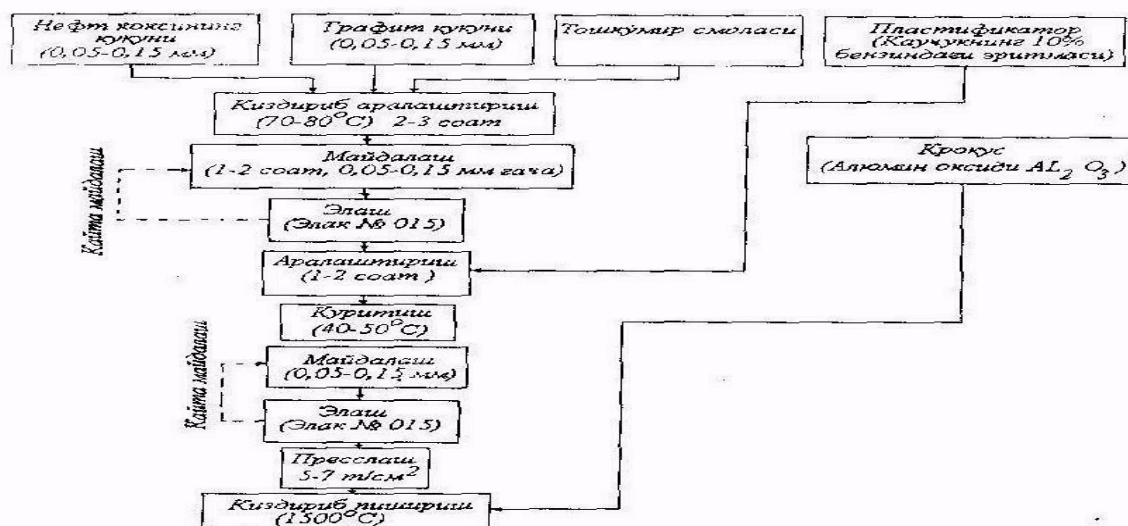 Нефт коксининг
кукуни
(0,05-0,15 мм)
Графит кукуни
(0,05-0,15 мм)
Тошкумир смоласи
Пластификатор
(Каучукнинг 10%
бензиндаги эритмаси)
Киздириб аралаштириш
(70-80°C) 2-3 соат
Майдалаш
(1-2 соат, 0,05-0,15 мм гача)
Крокус
(Алюмин оксиди AL₂ O₃)
Кайта майдалаш
Элаш
(Элак № 015)
Аралаштириш
(1-2 соат)
Куритиш
(40-50°C)
Майдалаш
(0,05-0,15 мм)
Кайта майдалаш
Элаш
(Элак № 015)
Пресслаш
5-7 т/см²
Киздириб пишириш
(1500°C)